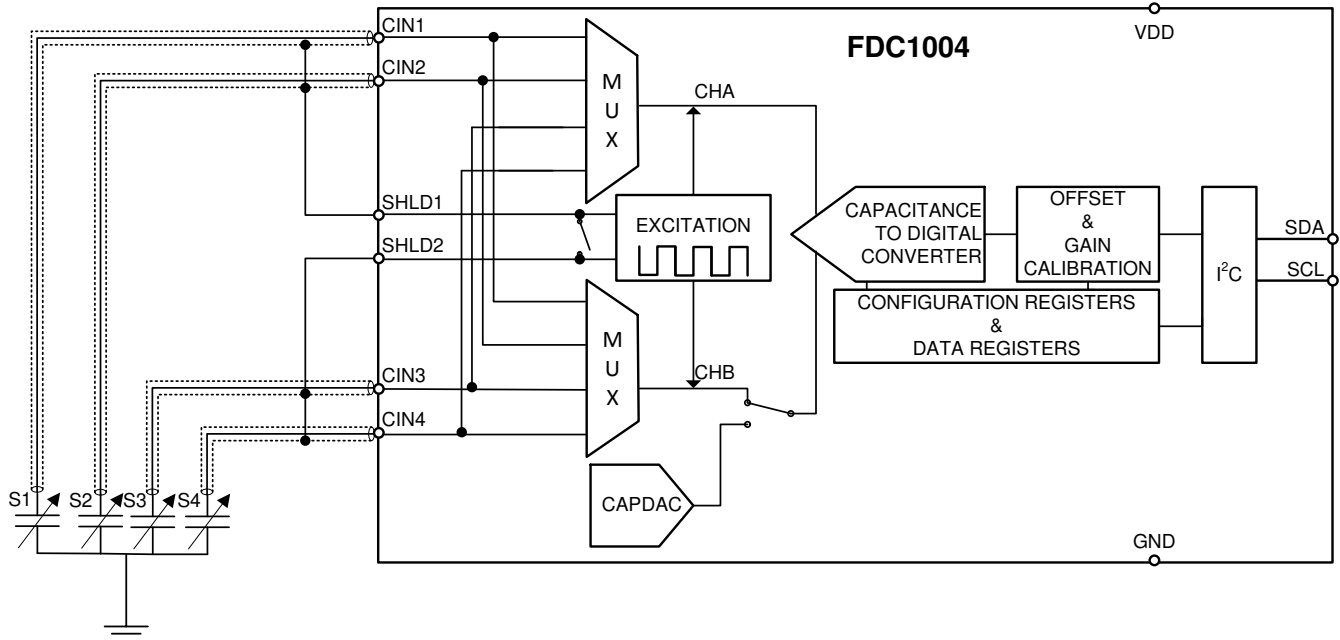 CIN1
CIN2
FDC1004
VDD
M
U
X
CHA
SHLD1
SHLD2
EXCITATION
CAPACITANCE
TO DIGITAL
CONVERTER
OFFSET
&
GAIN
CALIBRATION
I²C
SDA
SCL
CONFIGURATION REGISTERS
&
DATA REGISTERS
M
U
X
CHB
CIN3
CIN4
S1
S2
S3
S4
CAPDAC
GND